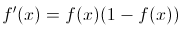 f'(x) = f(x)(1 − f(x))